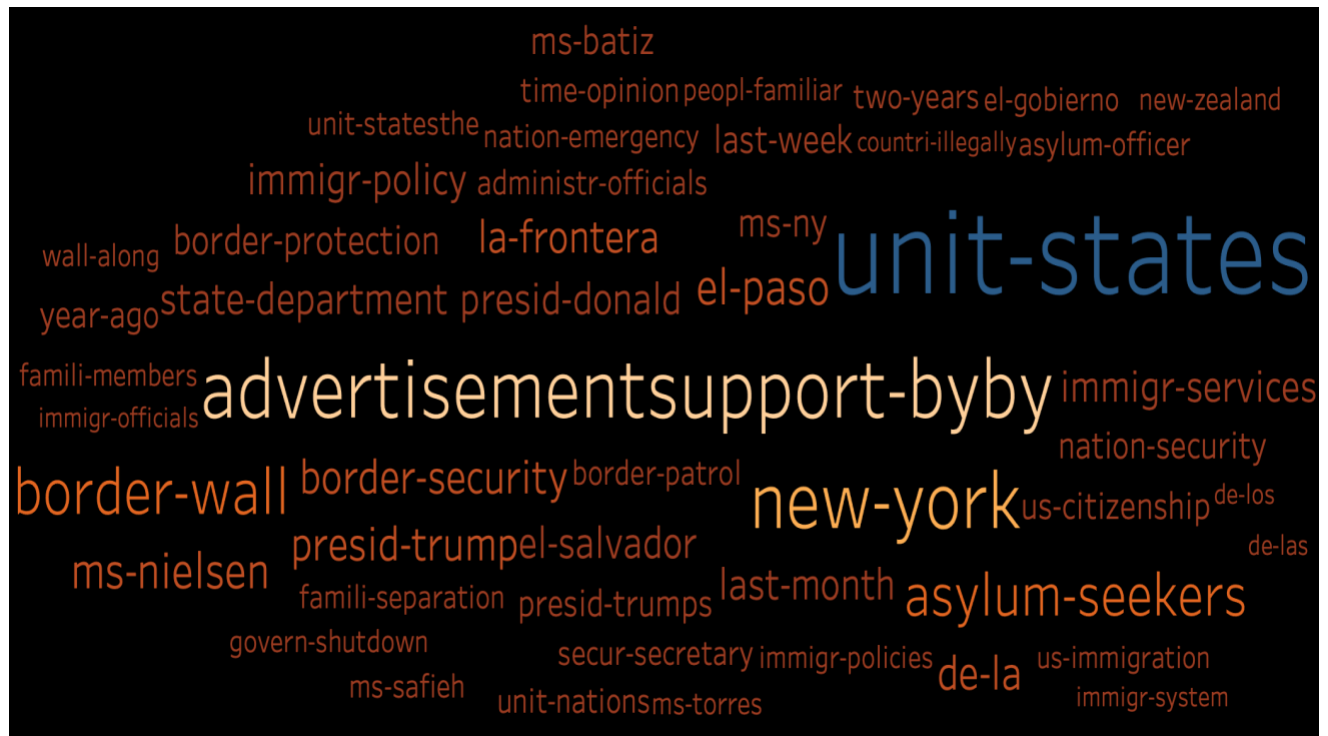 ms-batiz
time-opinion peopl-familiar two-years el-gobierno new-zealand
unit-statesthe nation-emergency last-week countri-illegally asylum-officer
immigr-policy administr-officials
wall-along border-protection la-frontera ms-ny unit-states
year-ago state-department presid-donald el-paso
famili-members advertisementsupport-byby immigr-services
immigr-officials
nation-security
border-wall border-security border-patrol new-york us-citizenship de-los
ms-nielsen presid-trump el-salvador de-las
famili-separation presid-trumps last-month asylum-seekers
govern-shutdown secur-secretary immigr-policies de-la us-immigration
ms-safieh unit-nations ms-torres immigr-system